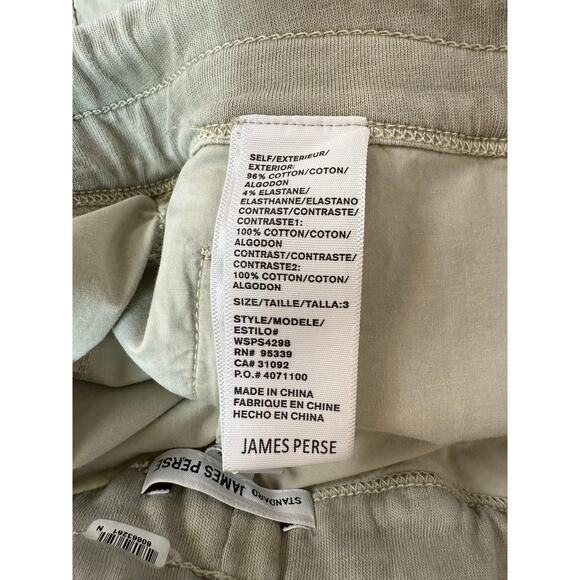 SELF/EXTERIEUR/
EXTERIOR:
96% COTTON/COTON/
ALGODON
4% ELASTANE/
ELASTHANNE/ELASTANO
CONTRAST/CONTRASTE/
CONTRASTE1:
100% COTTON/COTON/
ALGODON
CONTRAST/CONTRASTE/
CONTRASTE2:
100% COTTON/COTON/
ALGODON
SIZE/TAILLE/TALLA:3
STYLE/MODELE/
ESTILO#
WSPS4298
RN# 95339
CA# 31092
P.O.# 4071100
MADE IN CHINA
FABRIQUE EN CHINE
HECHO EN CHINA
JAMES PERSE
STANDARD JAMES PERSE
60663261
N